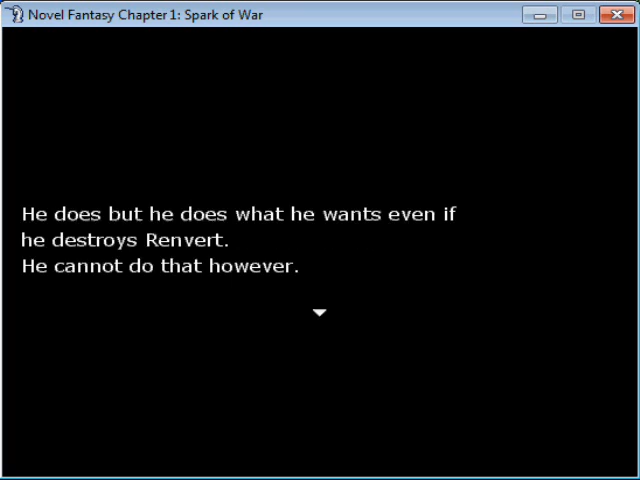 Novel Fantasy Chapter 1: Spark of War
He does but he does what he wants even if
he destroys Renvert.
He cannot do that however.